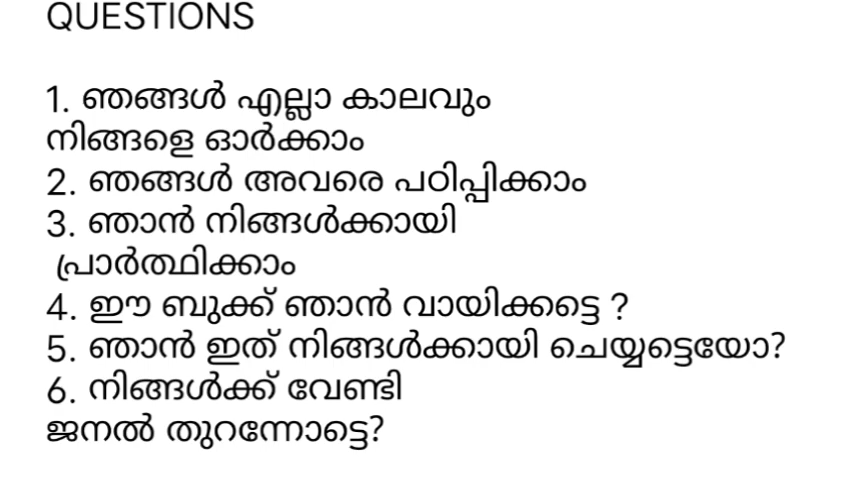 QUESTIONS
1. ഞങ്ങൾ എല്ലാ കാലവും
നിങ്ങളെ ഓർക്കാം
2. ഞങ്ങൾ അവരെ പഠിപ്പിക്കാം
3. ഞാൻ നിങ്ങൾക്കായി
പ്രാർത്ഥിക്കാം
4. ഈ ബുക്ക് ഞാൻ വായിക്കട്ടെ ?
5. ഞാൻ ഇത് നിങ്ങൾക്കായി ചെയ്യട്ടെയോ?
6. നിങ്ങൾക്ക് വേണ്ടി
ജനൽ തുറന്നോട്ടെ?